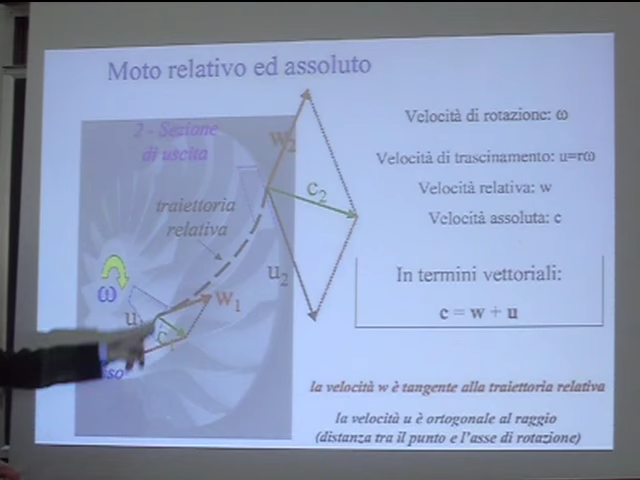 Moto relativo ed assoluto
2 - Sezione
di uscita
w2
c2
traiettoria
relativa
u2
ω
w1
u
c1
Velocità di rotazione: ω
Velocità di trascinamento: u=rω
Velocità relativa: w
Velocità assoluta: c
In termini vettoriali:
c = w + u
la velocità w è tangente alla traiettoria relativa
la velocità u è ortogonale al raggio
(distanza tra il punto e l'asse di rotazione)